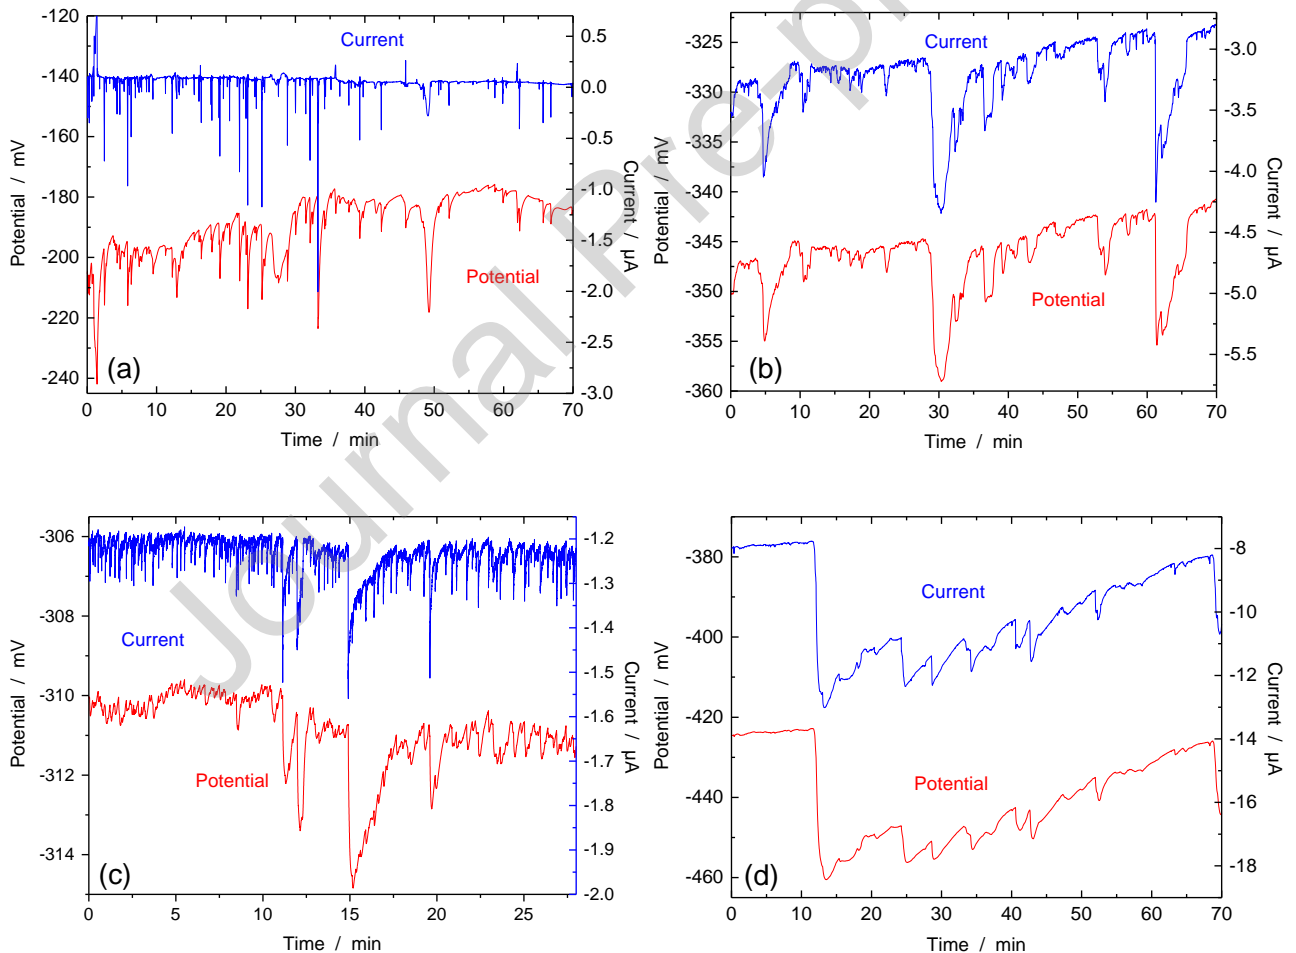 -120
-140
-160
-180
-200
-220
-240
Potential / mV
0.5
0.0
-0.5
-1.0
-1.5
-2.0
-2.5
-3.0
Current / µA
Current
Potential
(a)
0 10 20 30 40 50 60 70
Time / min
-325
-330
-335
-340
-345
-350
-355
-360
Potential / mV
-3.0
-3.5
-4.0
-4.5
-5.0
-5.5
Current / µA
Current
Potential
(b)
0 10 20 30 40 50 60 70
Time / min
-306
-308
-310
-312
-314
Potential / mV
-1.2
-1.3
-1.4
-1.5
-1.6
-1.7
-1.8
-1.9
-2.0
Current / µA
Current
Potential
(c)
0 5 10 15 20 25
Time / min
-380
-400
-420
-440
-460
Potential / mV
-8
-10
-12
-14
-16
-18
Current / µA
Current
Potential
(d)
0 10 20 30 40 50 60 70
Time / min
Journal Pre-p